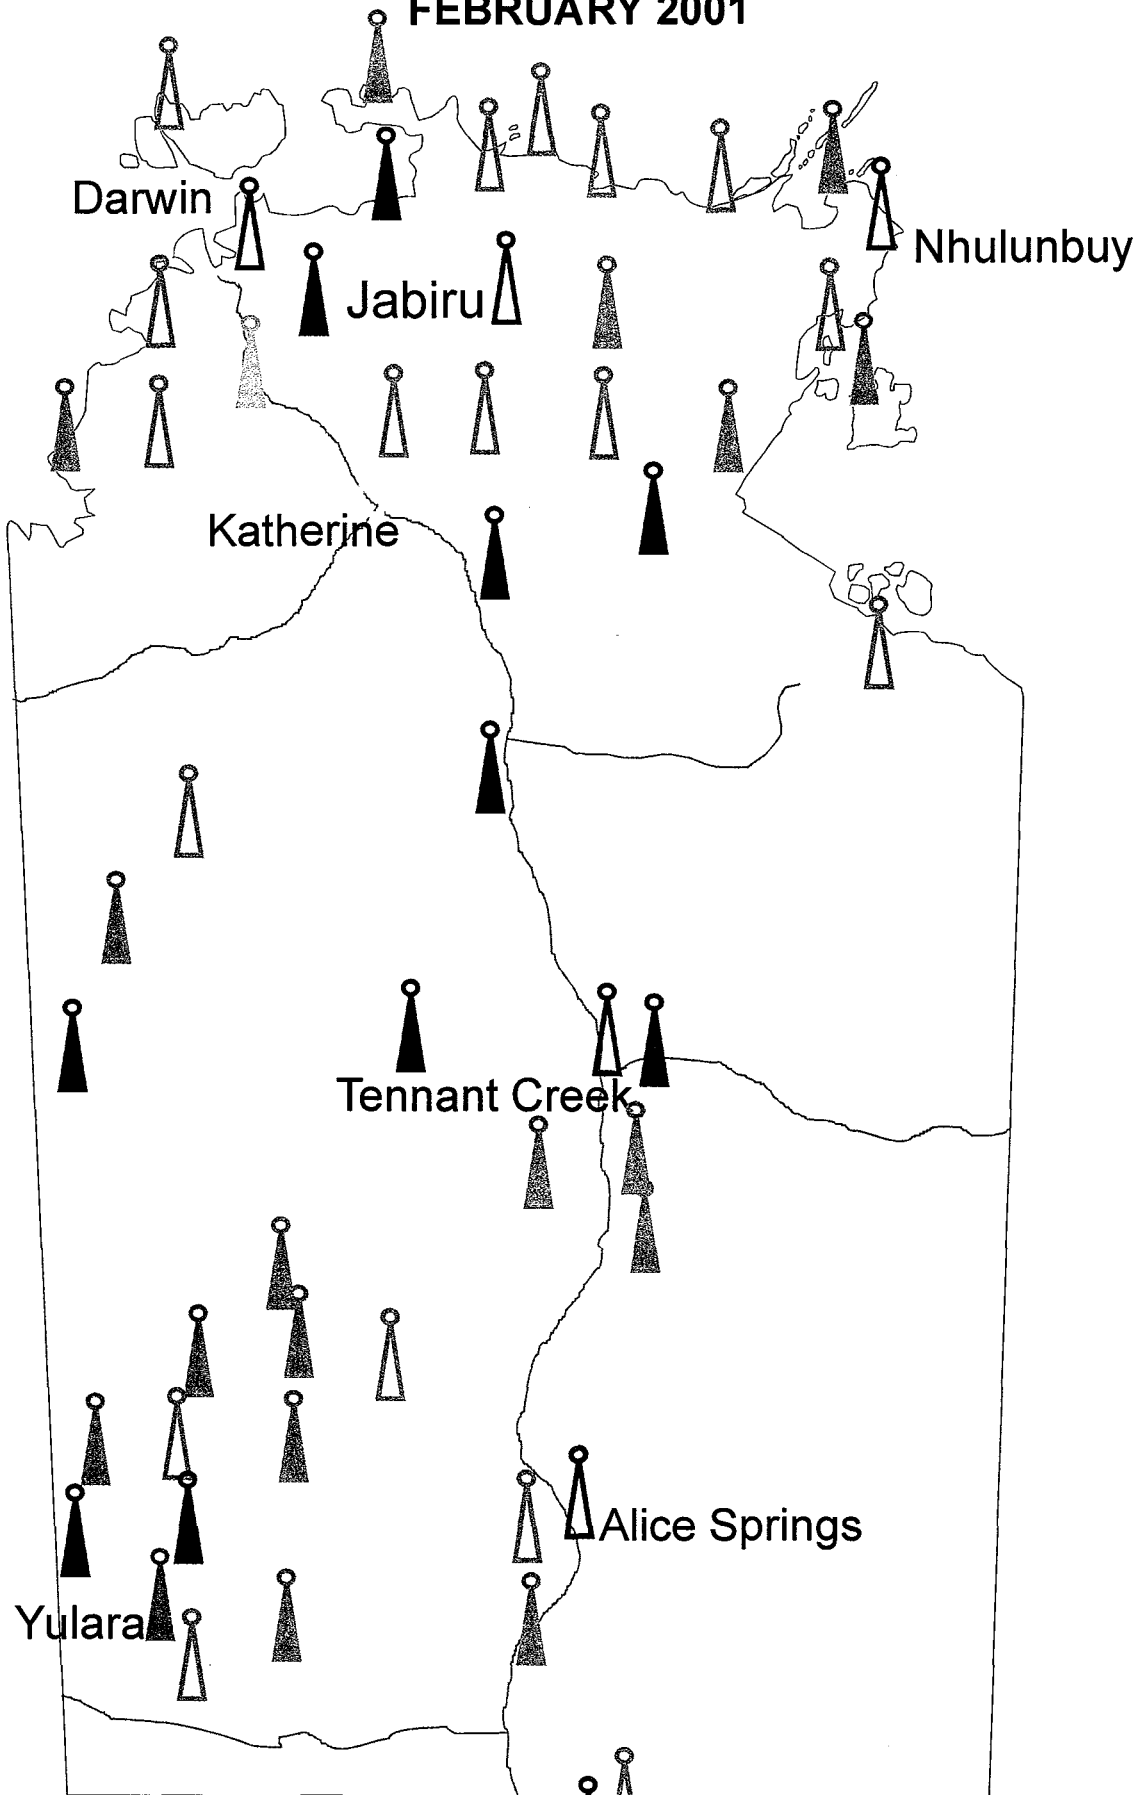 FEBRUARY 2001
Darwin
Nhulunbuy
Jabiru
Katherine
Tennant Creek
Alice Springs
Yulara